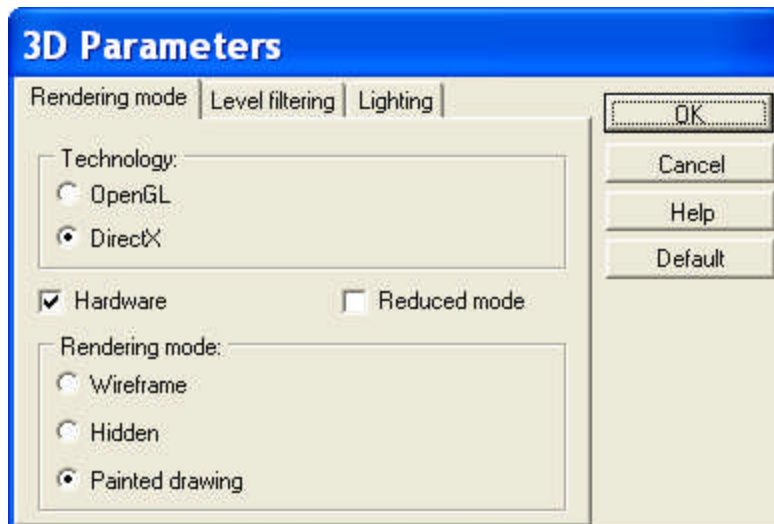 3D Parameters
Rendering mode
Level filtering
Lighting
OK
Cancel
Help
Default
Technology:
OpenGL
DirectX
Hardware
Reduced mode
Rendering mode:
Wireframe
Hidden
Painted drawing